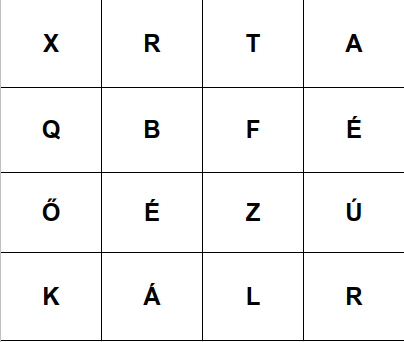 X R T A
Q B F É
Ő É Z Ú
K Á L R